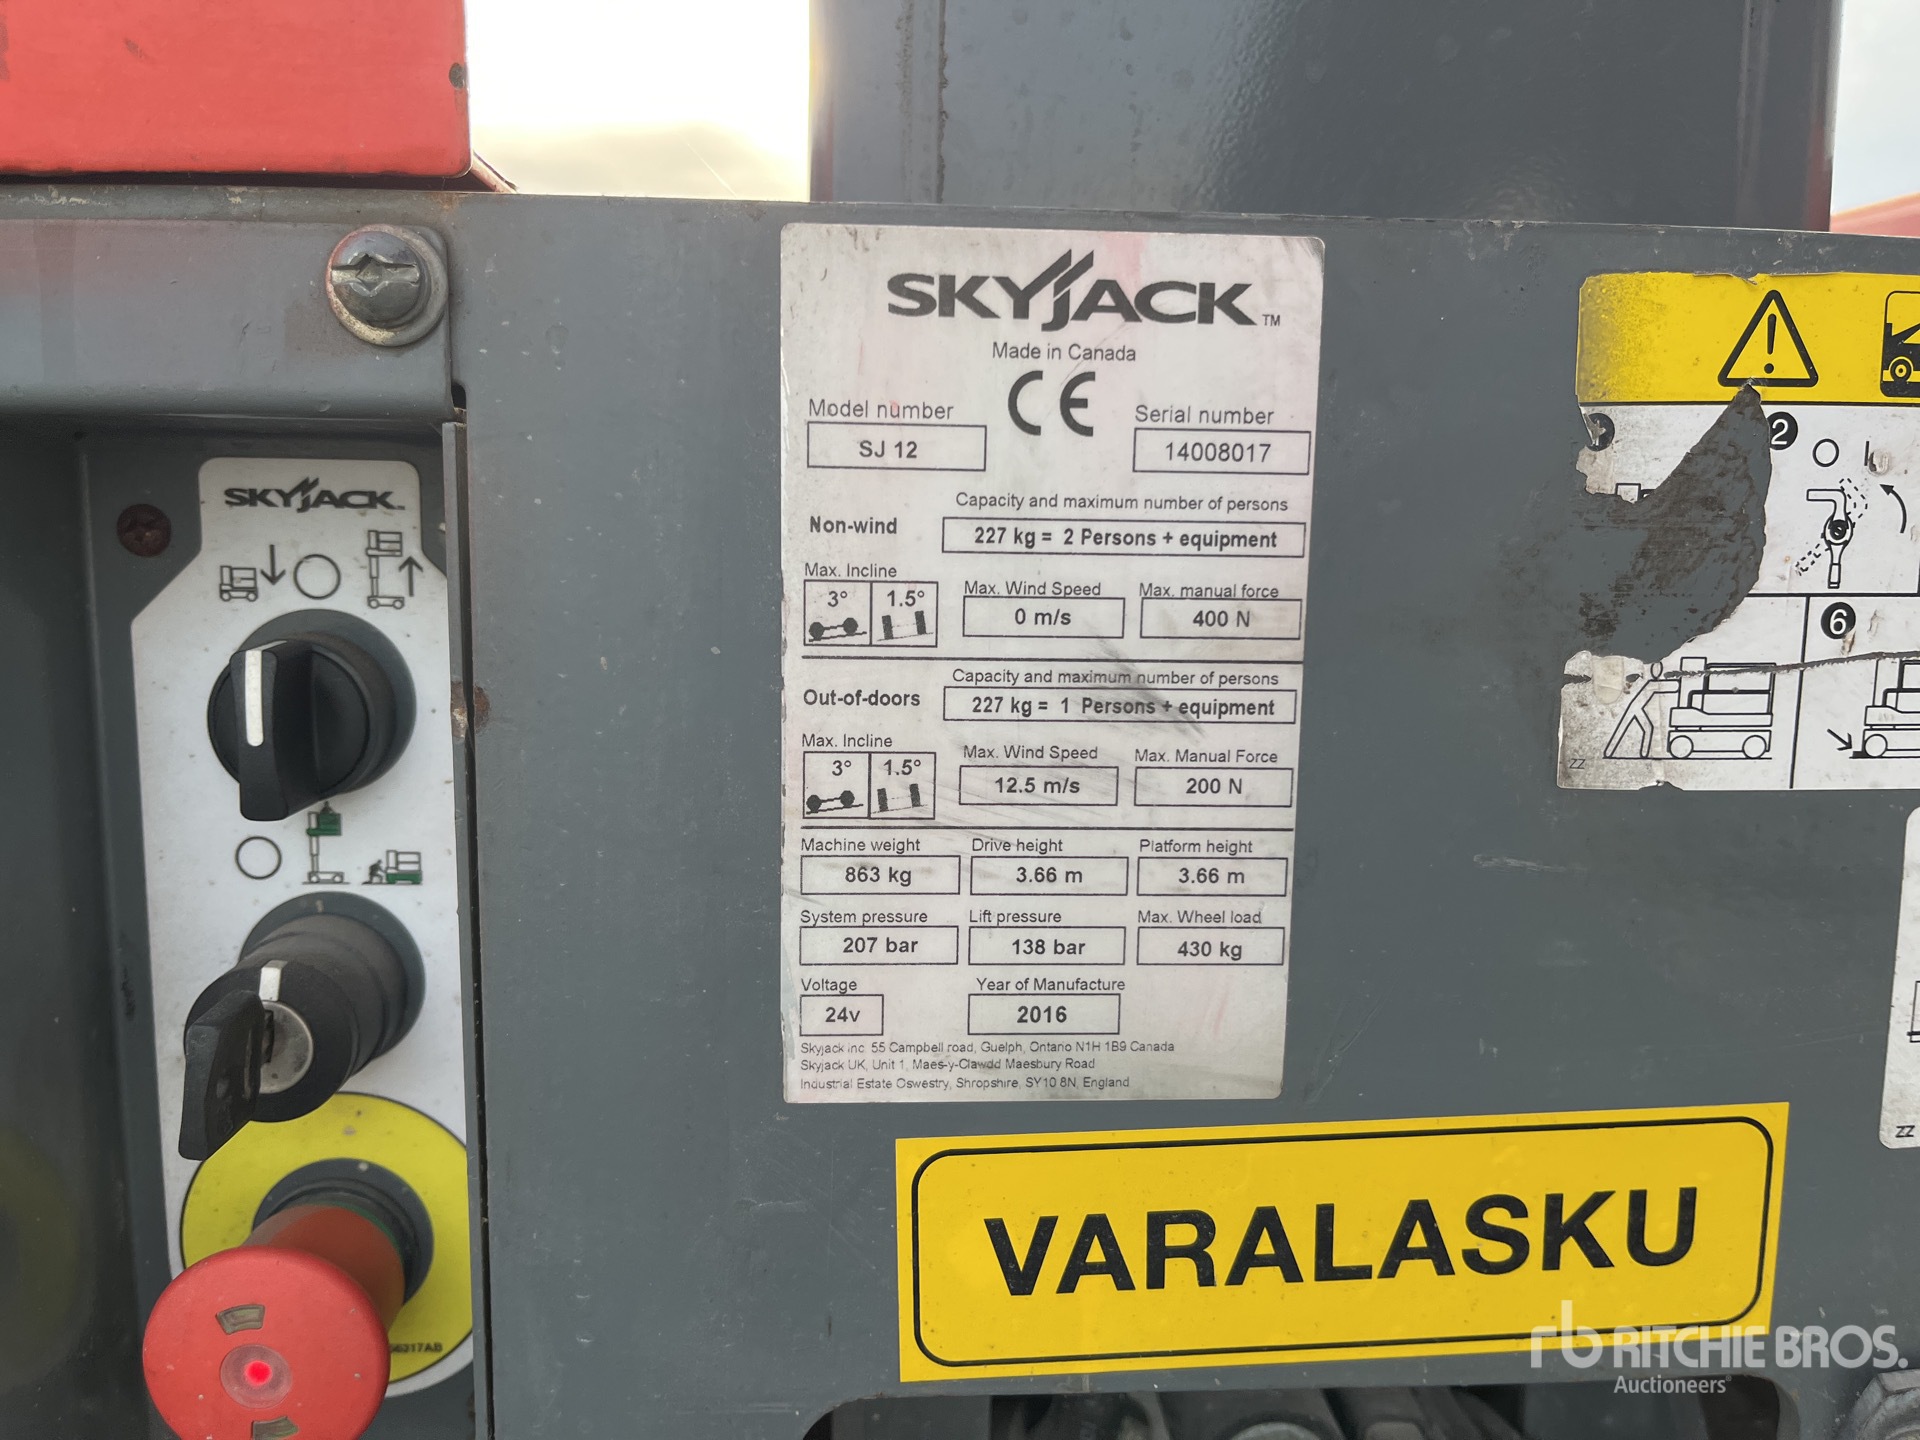 SKYJACK™
Made in Canada
CE
Model number
Serial number
SJ 12
14008017
Capacity and maximum number of persons
Non-wind
227 kg = 2 Persons + equipment
Max. Incline
Max. Wind Speed
Max. manual force
3°
1.5°
0 m/s
400 N
Capacity and maximum number of persons
Out-of-doors
227 kg = 1 Persons + equipment
Max. Incline
Max. Wind Speed
Max. Manual Force
3°
1.5°
12.5 m/s
200 N
Machine weight
Drive height
Platform height
863 kg
3.66 m
3.66 m
System pressure
Lift pressure
Max. Wheel load
207 bar
138 bar
430 kg
Voltage
Year of Manufacture
24v
2016
Skyjack inc. 55 Campbell road, Guelph, Ontario N1H 1B9 Canada
Skyjack UK, Unit 1, Maes-y-Clawdd Maesbury Road
Industrial Estate Oswestry, Shropshire, SY10 8N, England
SKYJACK
VARALASKU
2
6
zz
zz
rb RITCHIE BROS.
Auctioneers